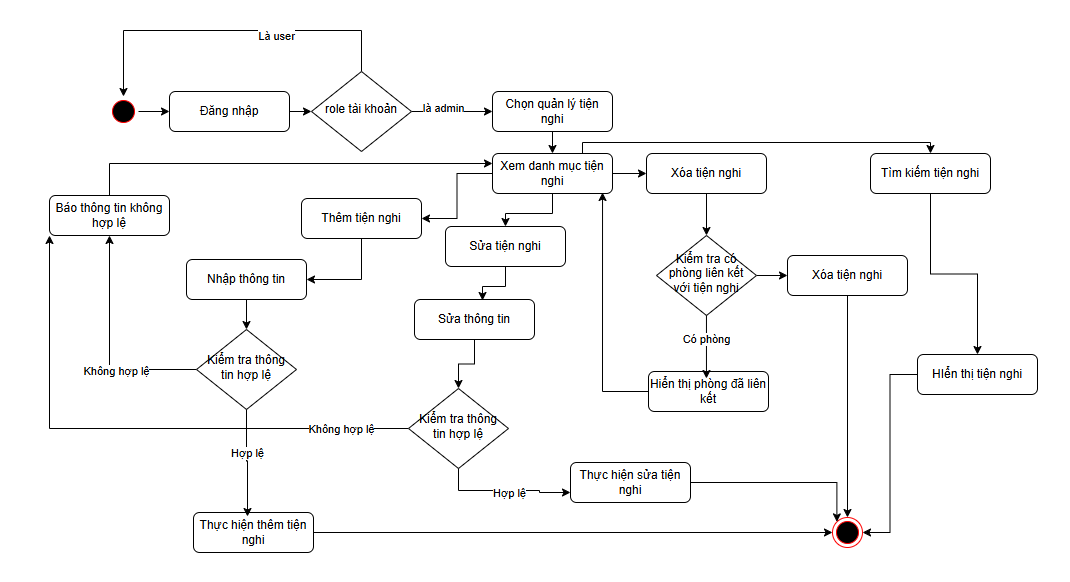 Là user
Đăng nhập
role tài khoản
là admin
Chọn quản lý tiện
nghi
Xem danh mục tiện
nghi
Xóa tiện nghi
Tìm kiếm tiện nghi
Báo thông tin không
hợp lệ
Thêm tiện nghi
Sửa tiện nghi
Nhập thông tin
Kiểm tra có
phòng liên kết
với tiện nghi
Xóa tiện nghi
Sửa thông tin
Có phòng
Kiểm tra thông
tin hợp lệ
Không hợp lệ
Hiển thị phòng đã liên
kết
HIển thị tiện nghi
Kiểm tra thông
tin hợp lệ
Không hợp lệ
Hợp lệ
Hợp lệ
Thực hiện sửa tiện
nghi
Thực hiện thêm tiện
nghi